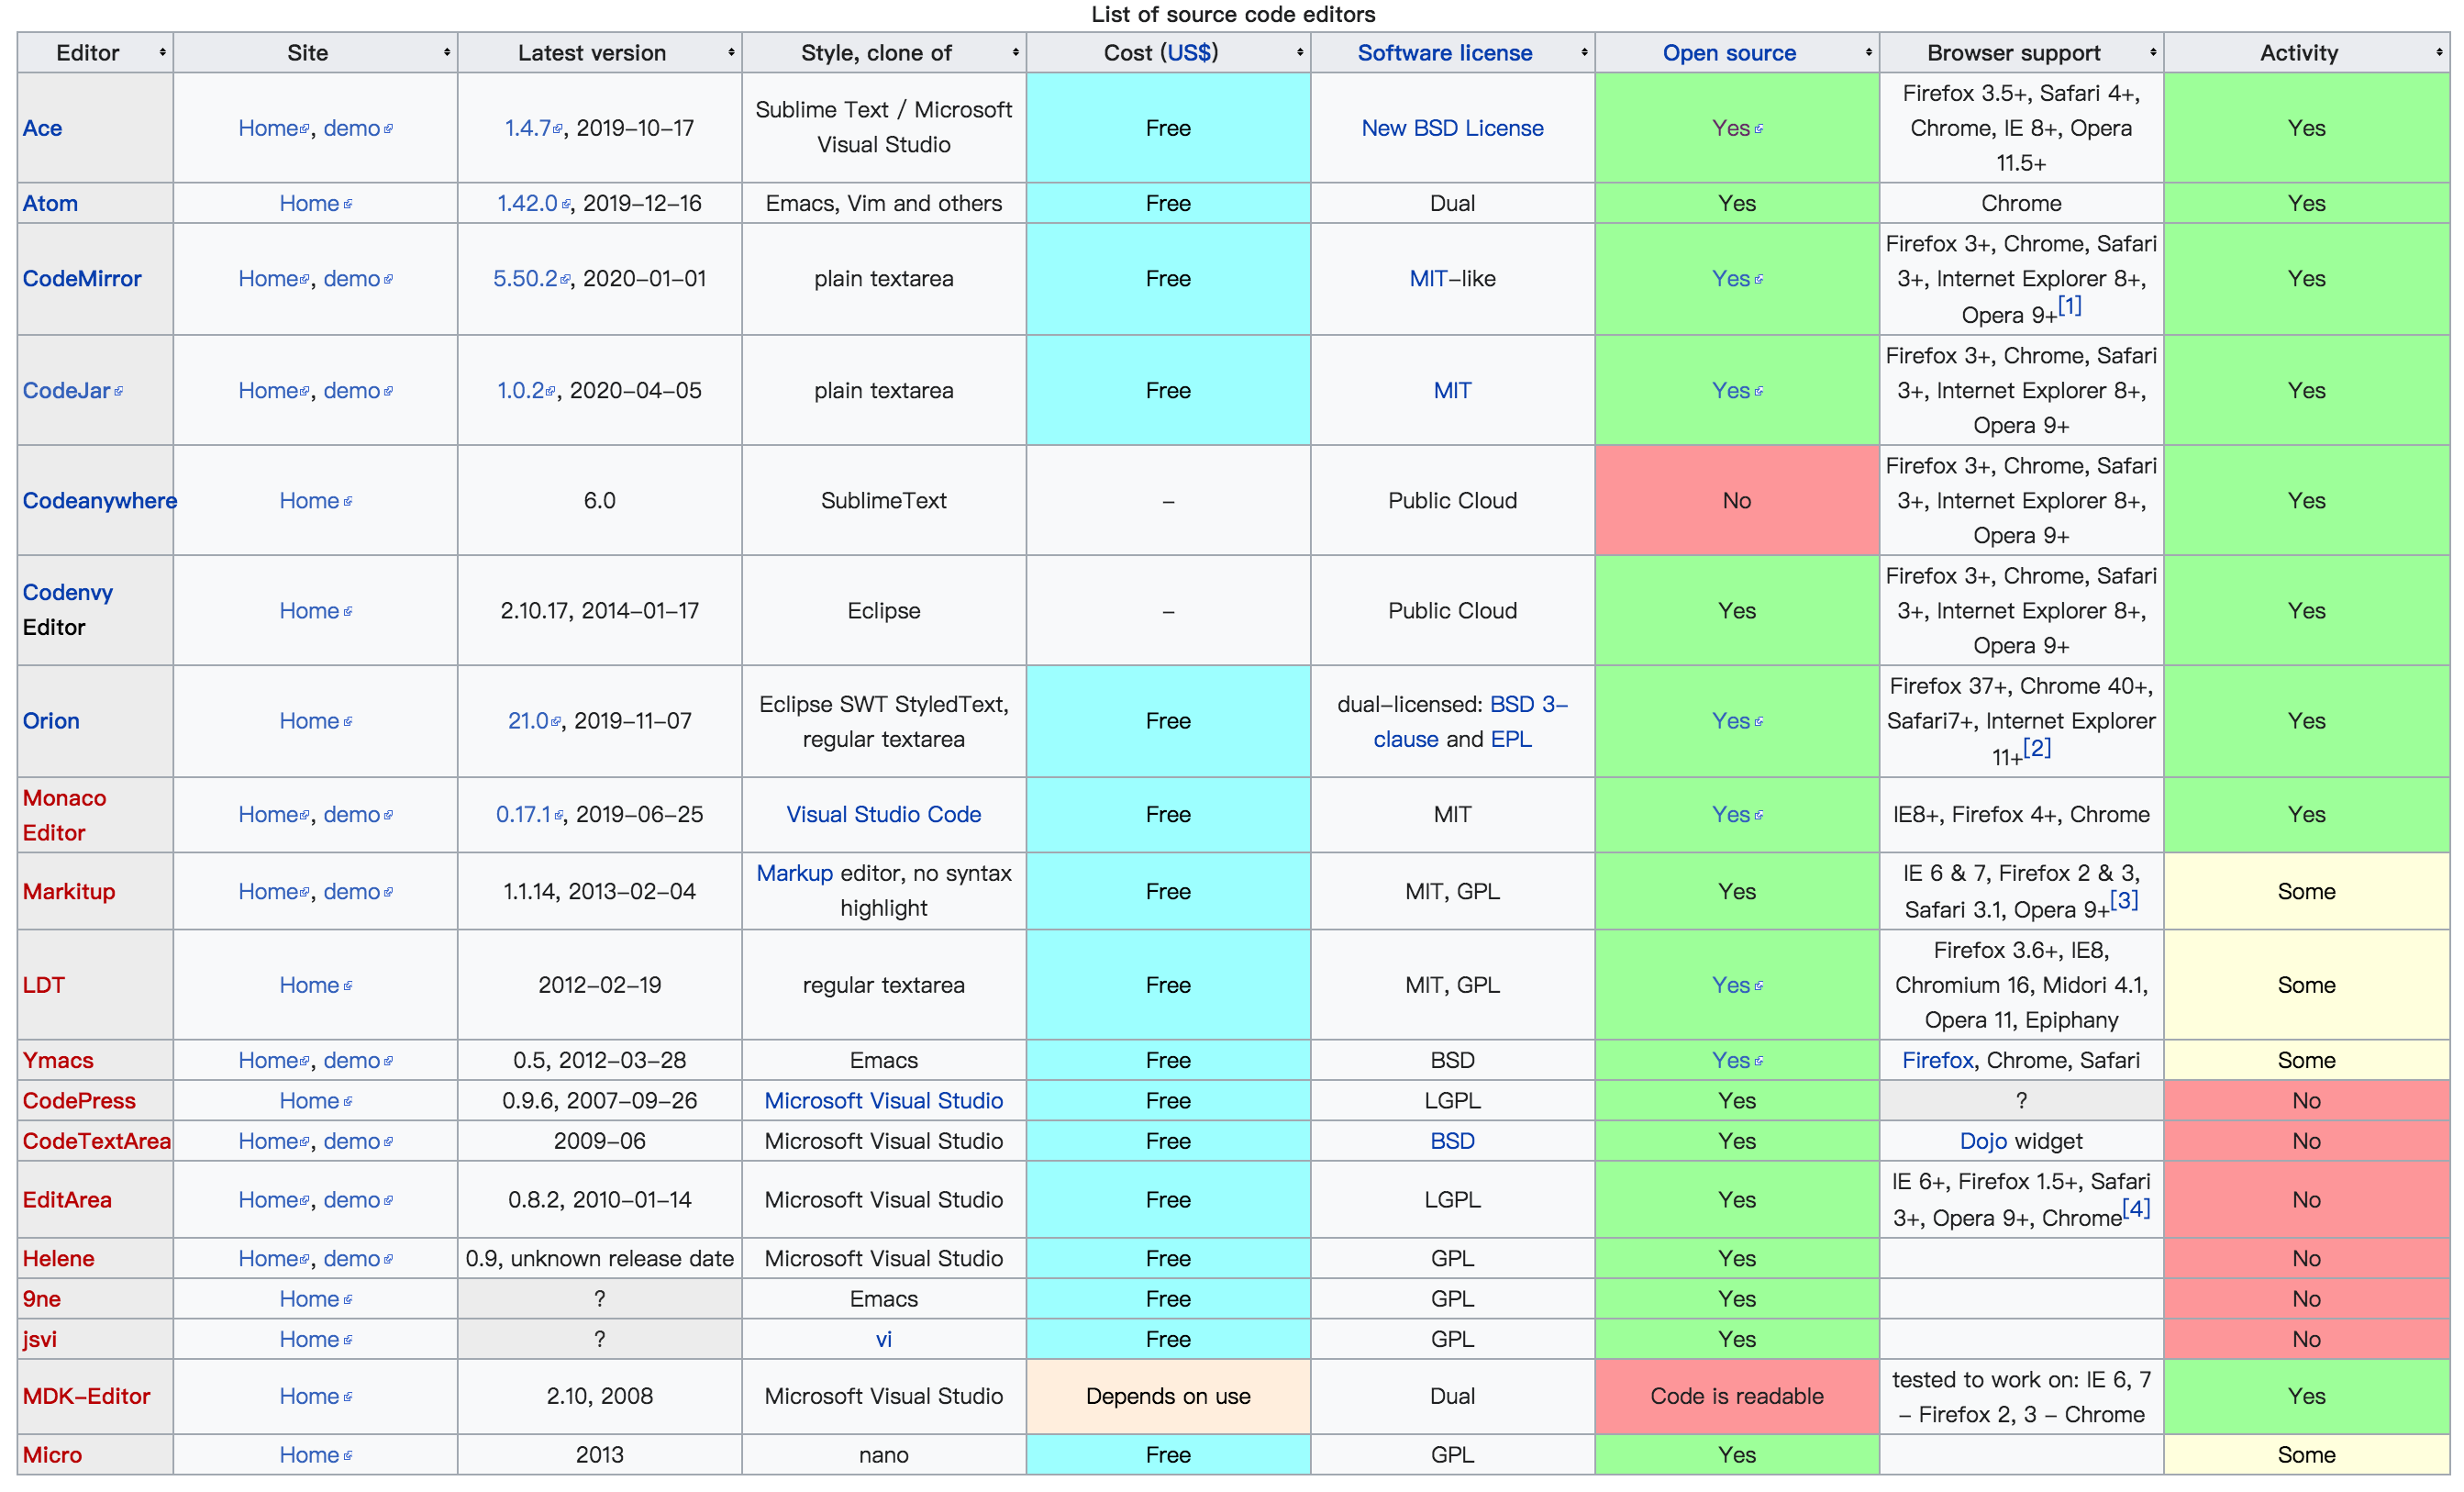 List of source code editors
Editor Site Latest version Style, clone of Cost (US$) Software license Open source Browser support Activity
Ace Home, demo 1.4.7, 2019–10–17 Sublime Text / Microsoft Visual Studio Free New BSD License Yes Firefox 3.5+, Safari 4+, Chrome, IE 8+, Opera 11.5+ Yes
Atom Home 1.42.0, 2019–12–16 Emacs, Vim and others Free Dual Yes Chrome Yes
CodeMirror Home, demo 5.50.2, 2020–01–01 plain textarea Free MIT–like Yes Firefox 3+, Chrome, Safari 3+, Internet Explorer 8+, Opera 9+[1] Yes
CodeJar Home, demo 1.0.2, 2020–04–05 plain textarea Free MIT Yes Firefox 3+, Chrome, Safari 3+, Internet Explorer 8+, Opera 9+ Yes
Codeanywhere Home 6.0 SublimeText – Public Cloud No Firefox 3+, Chrome, Safari 3+, Internet Explorer 8+, Opera 9+ Yes
Codenvy Editor Home 2.10.17, 2014–01–17 Eclipse – Public Cloud Yes Firefox 3+, Chrome, Safari 3+, Internet Explorer 8+, Opera 9+ Yes
Orion Home 21.0, 2019–11–07 Eclipse SWT StyledText, regular textarea Free dual–licensed: BSD 3–clause and EPL Yes Firefox 37+, Chrome 40+, Safari7+, Internet Explorer 11+[2] Yes
Monaco Editor Home, demo 0.17.1, 2019–06–25 Visual Studio Code Free MIT Yes IE8+, Firefox 4+, Chrome Yes
Markitup Home, demo 1.1.14, 2013–02–04 Markup editor, no syntax highlight Free MIT, GPL Yes IE 6 & 7, Firefox 2 & 3, Safari 3.1, Opera 9+[3] Some
LDT Home 2012–02–19 regular textarea Free MIT, GPL Yes Firefox 3.6+, IE8, Chromium 16, Midori 4.1, Opera 11, Epiphany Some
Ymacs Home, demo 0.5, 2012–03–28 Emacs Free BSD Yes Firefox, Chrome, Safari Some
CodePress Home 0.9.6, 2007–09–26 Microsoft Visual Studio Free LGPL Yes ? No
CodeTextArea Home, demo 2009–06 Microsoft Visual Studio Free BSD Yes Dojo widget No
EditArea Home, demo 0.8.2, 2010–01–14 Microsoft Visual Studio Free LGPL Yes IE 6+, Firefox 1.5+, Safari 3+, Opera 9+, Chrome[4] No
Helene Home, demo 0.9, unknown release date Microsoft Visual Studio Free GPL Yes No
9ne Home ? Emacs Free GPL Yes No
jsvi Home ? vi Free GPL Yes No
MDK–Editor Home 2.10, 2008 Microsoft Visual Studio Depends on use Dual Code is readable tested to work on: IE 6, 7 – Firefox 2, 3 – Chrome Yes
Micro Home 2013 nano Free GPL Yes Some